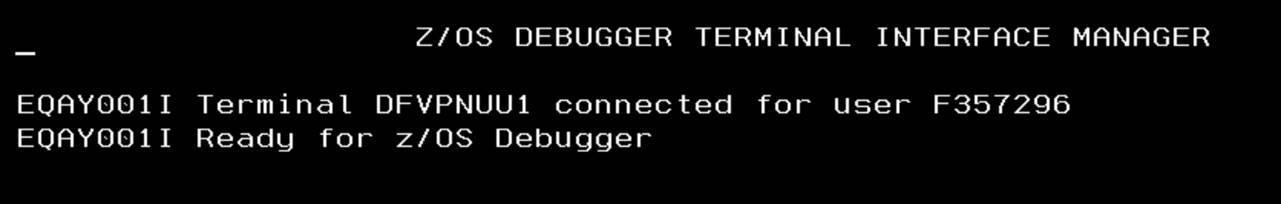 Z/OS DEBUGGER TERMINAL INTERFACE MANAGER
EQAY001I Terminal DFVPNUU1 connected for user F357296
EQAY001I Ready for z/OS Debugger